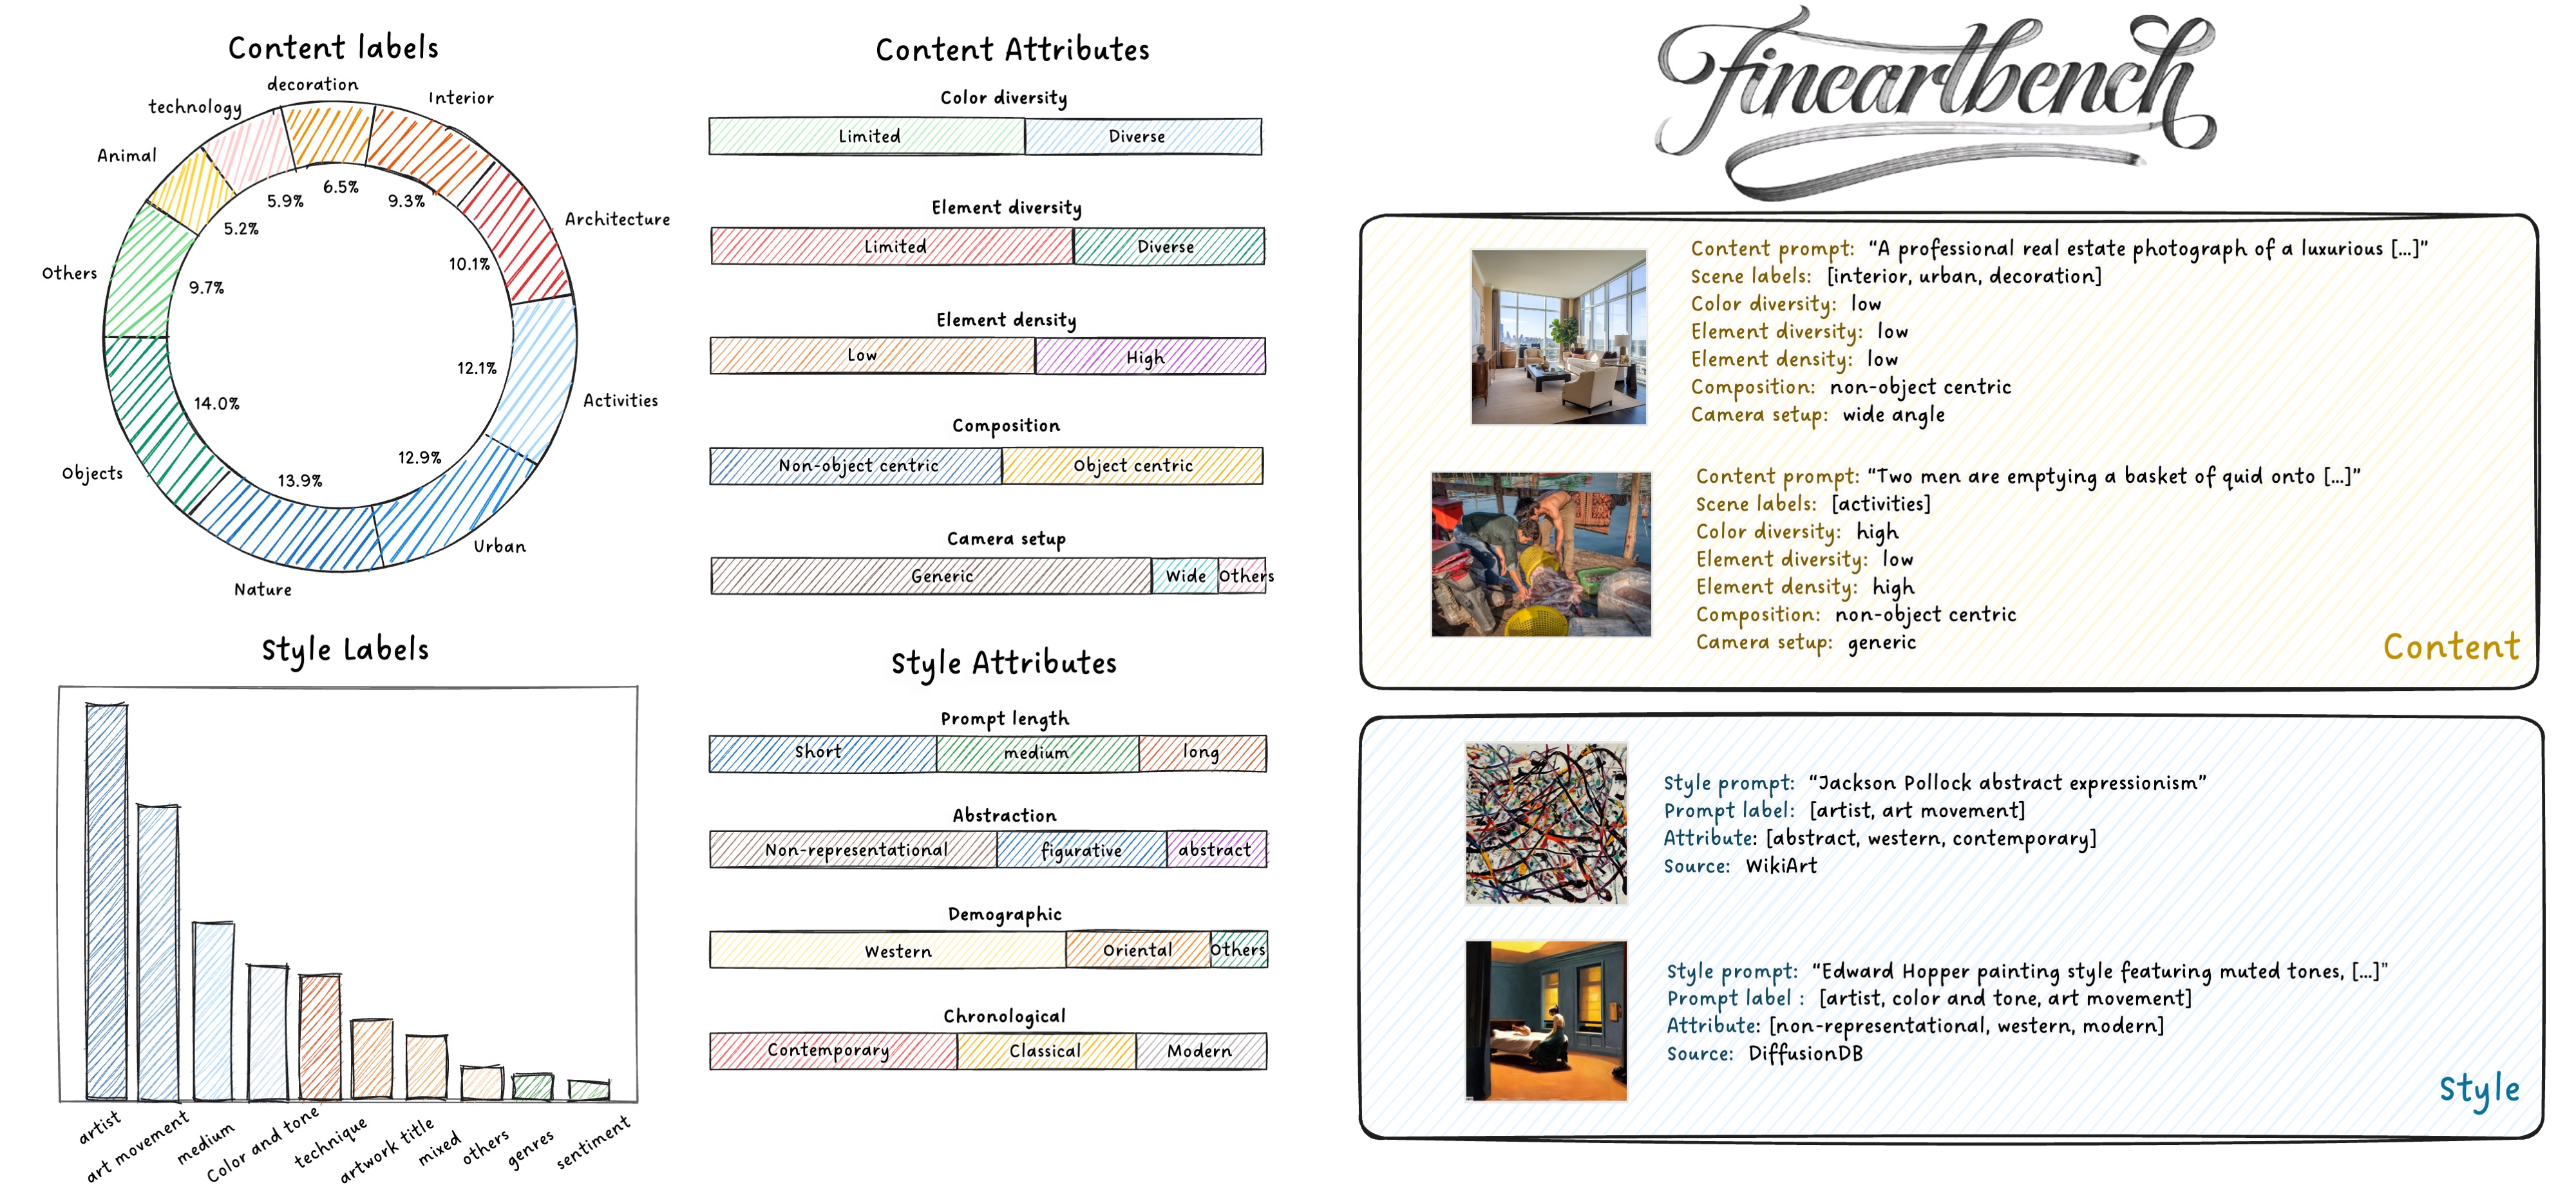 Content labels
decoration
Interior
technology
Animal
Architecture
Others
Activities
Objects
Urban
Nature
6.5%
5.9%
9.3%
5.2%
10.1%
9.7%
12.1%
14.0%
12.9%
13.9%
Style Labels
artist
art movement
medium
Color and tone
technique
artwork title
mixed
others
genres
sentiment
Content Attributes
Color diversity
Limited Diverse
Element diversity
Limited Diverse
Element density
Low High
Composition
Non-object centric Object centric
Camera setup
Generic Wide Others
Style Attributes
Prompt length
Short medium long
Abstraction
Non-representational figurative abstract
Demographic
Western Oriental Others
Chronological
Contemporary Classical Modern
Fineartbench
Content prompt: “A professional real estate photograph of a luxurious [...]”
Scene labels: [interior, urban, decoration]
Color diversity: low
Element diversity: low
Element density: low
Composition: non-object centric
Camera setup: wide angle
Content prompt: “Two men are emptying a basket of quid onto [...]”
Scene labels: [activities]
Color diversity: high
Element diversity: low
Element density: high
Composition: non-object centric
Camera setup: generic
Content
Style prompt: “Jackson Pollock abstract expressionism”
Prompt label: [artist, art movement]
Attribute: [abstract, western, contemporary]
Source: WikiArt
Style prompt: “Edward Hopper painting style featuring muted tones, [...]”
Prompt label : [artist, color and tone, art movement]
Attribute: [non-representational, western, modern]
Source: DiffusionDB
Style